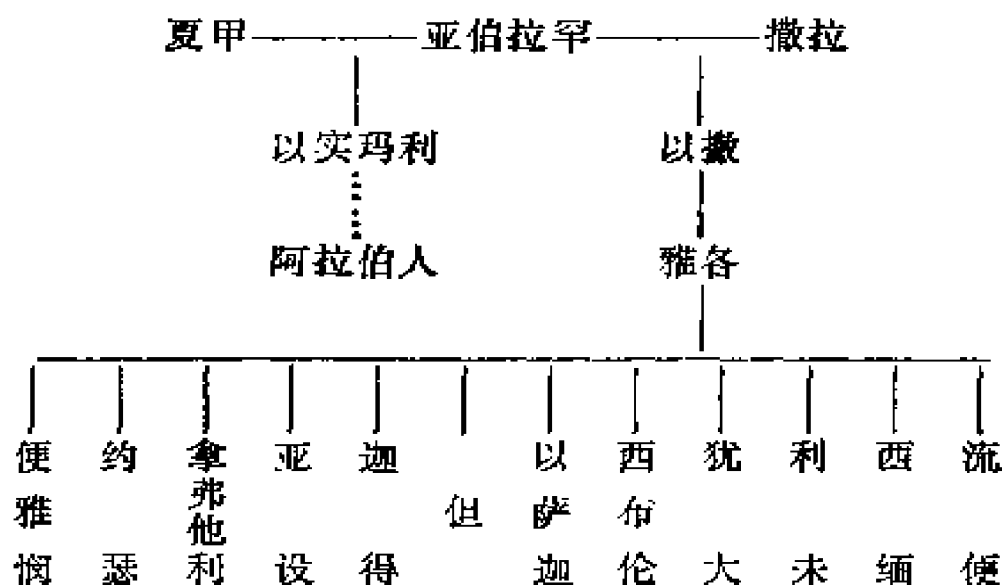 夏甲 亚伯拉罕 撒拉
以实玛利 以撒
阿拉伯人 雅各
便雅悯 约瑟 拿弗他利 亚设 迦得 但 以萨迦 西布伦 犹大 利未 西缅 流便